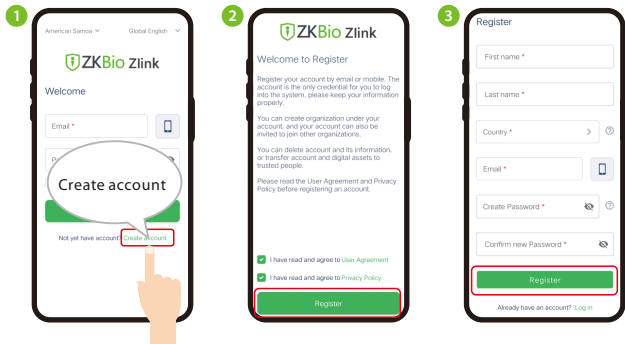 1
American Samoa
Global English
ZKBio Zlink
Welcome
Email *
Create account
Not yet have account? Create account
2
ZKBio Zlink
Welcome to Register
Register your account by email or mobile. The
account is the only credential for you to log
into the system, please keep your information
properly.
You can create organization under your
account, and your account can also be
invited to join other organizations.
You can delete account and its information,
or transfer account and digital assets to
trusted people.
Please read the User Agreement and Privacy
Policy before registering an account.
I have read and agree to User Agreement
I have read and agree to Privacy Policy
Register
3
Register
First name *
Last name *
Country *
Email *
Create Password *
Confirm new Password *
Register
Already have an account? Log in